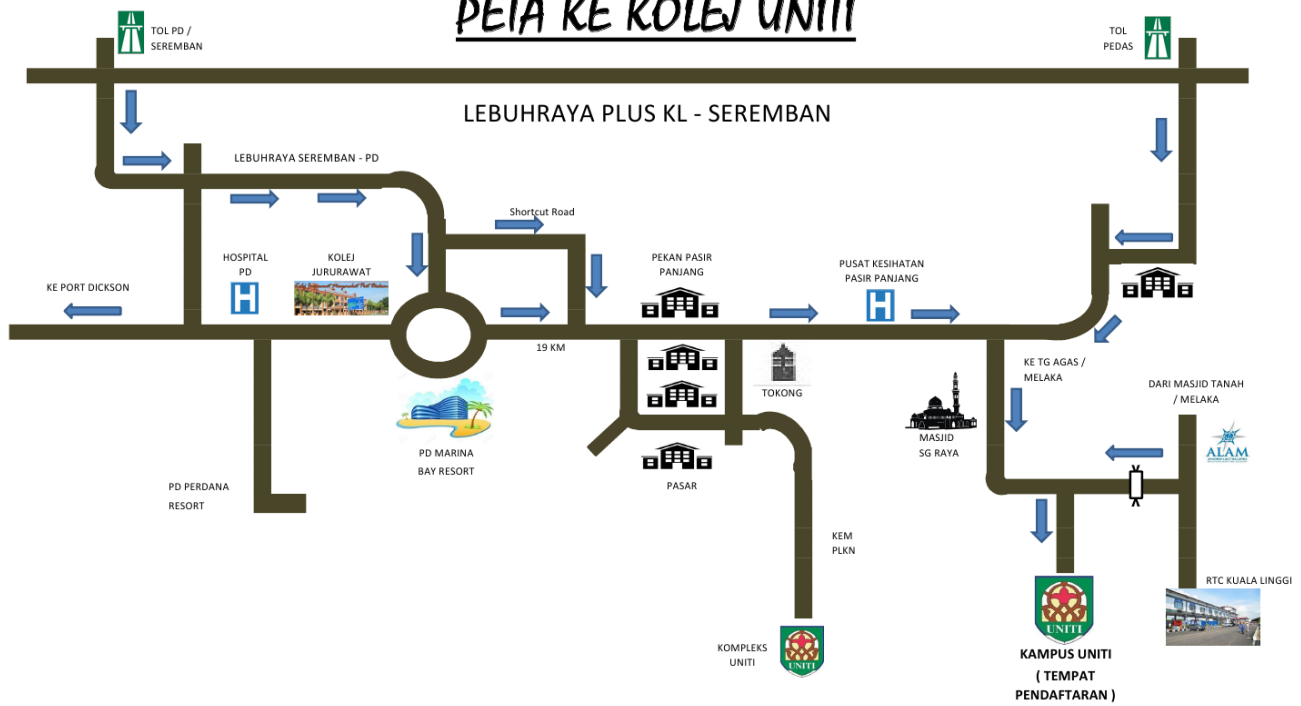 PETA KE KOLEJ UNITI
TOL PD /
SEREMBAN
TOL
PEDAS
LEBUHRAYA PLUS KL - SEREMBAN
LEBUHRAYA SEREMBAN - PD
Shortcut Road
HOSPITAL
PD
KOLEJ
JURURAWAT
PEKAN PASIR
PANJANG
PUSAT KESIHATAN
PASIR PANJANG
KE PORT DICKSON
19 KM
TOKONG
KE TG AGAS /
MELAKA
DARI MASJID TANAH
/ MELAKA
ALAM
MASJID
SG RAYA
PD MARINA
BAY RESORT
PASAR
PD PERDANA
RESORT
KEM
PLKN
RTC KUALA LINGGI
UNITI
KAMPUS UNITI
( TEMPAT
PENDAFTARAN )
KOMPLEKS
UNITI
UNITI